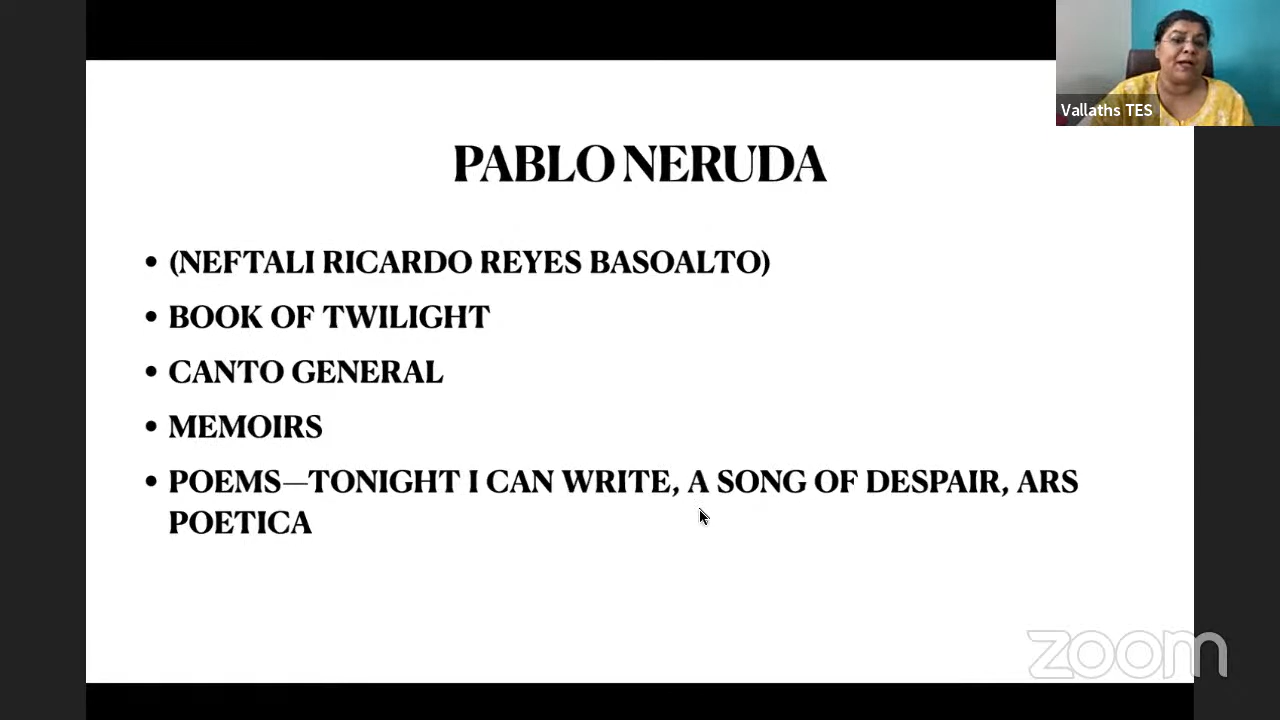 Vallaths TES
PABLO NERUDA
• (NEFTALI RICARDO REYES BASOALTO)
• BOOK OF TWILIGHT
• CANTO GENERAL
• MEMOIRS
• POEMS—TONIGHT I CAN WRITE, A SONG OF DESPAIR, ARS
POETICA
zoom